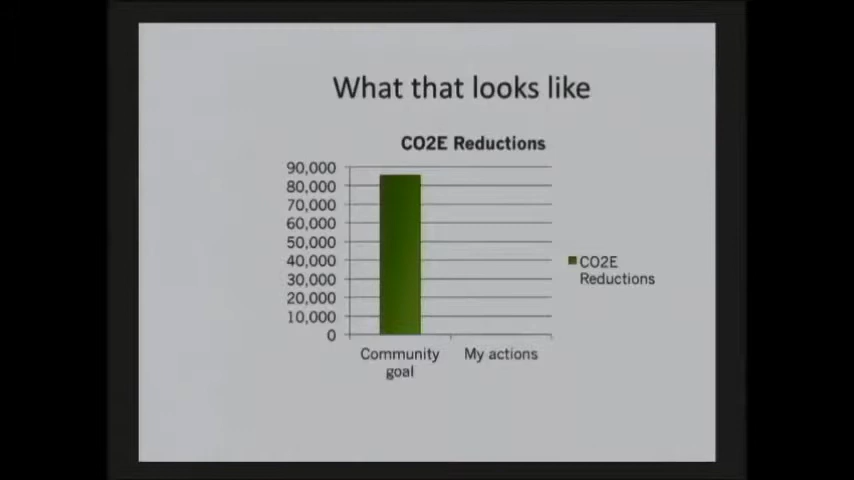 What that looks like
CO2E Reductions
90,000
80,000
70,000
60,000
50,000
40,000
30,000
20,000
10,000
0
Community
goal
My actions
CO2E
Reductions